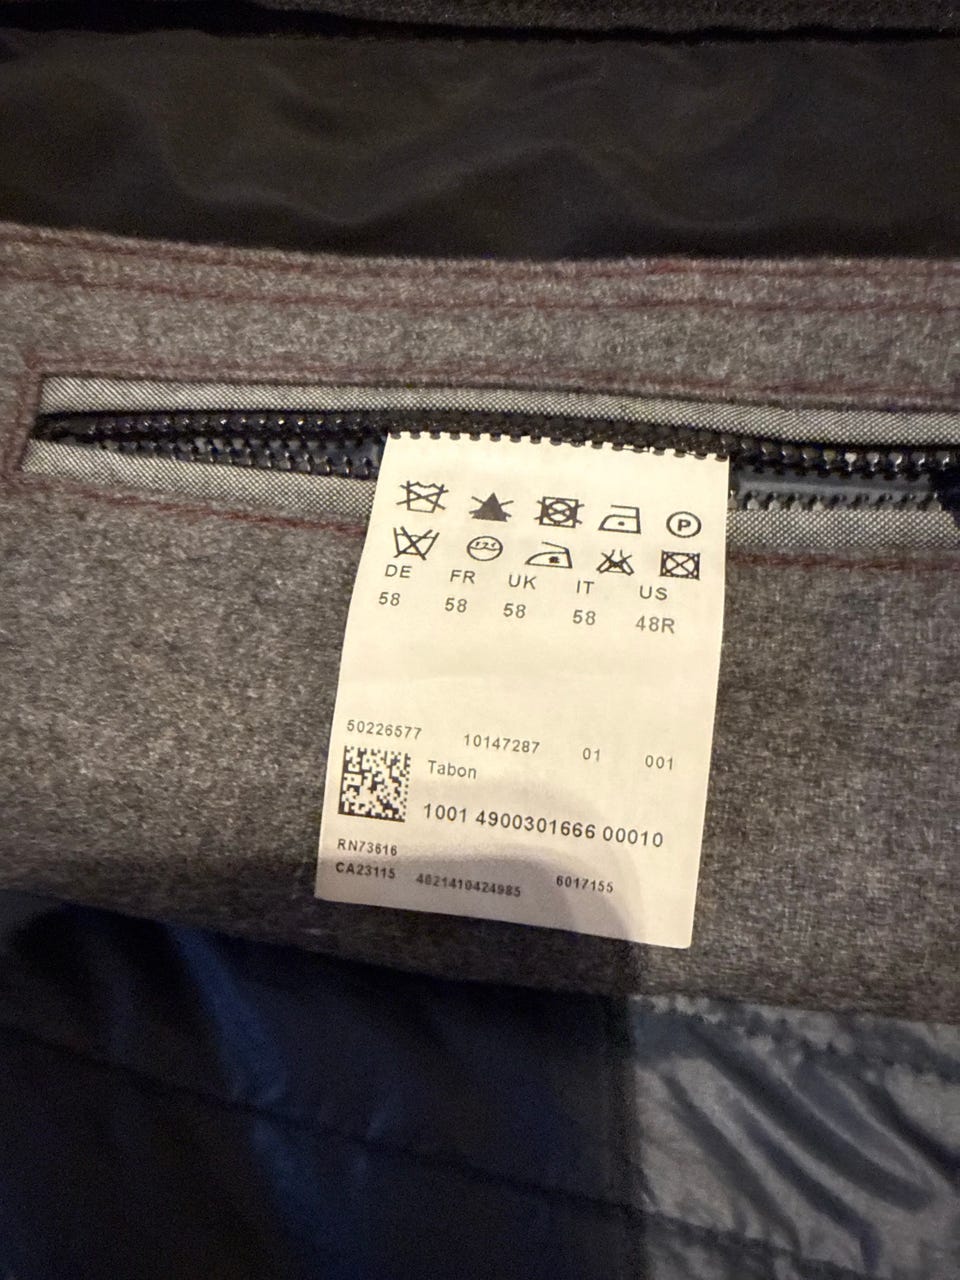 P
DE FR UK IT US
58 58 58 58 48R
50226577 10147287 01 001
Tabon
1001 4900301666 00010
RN73616
CA23115 4021410424985 6017155